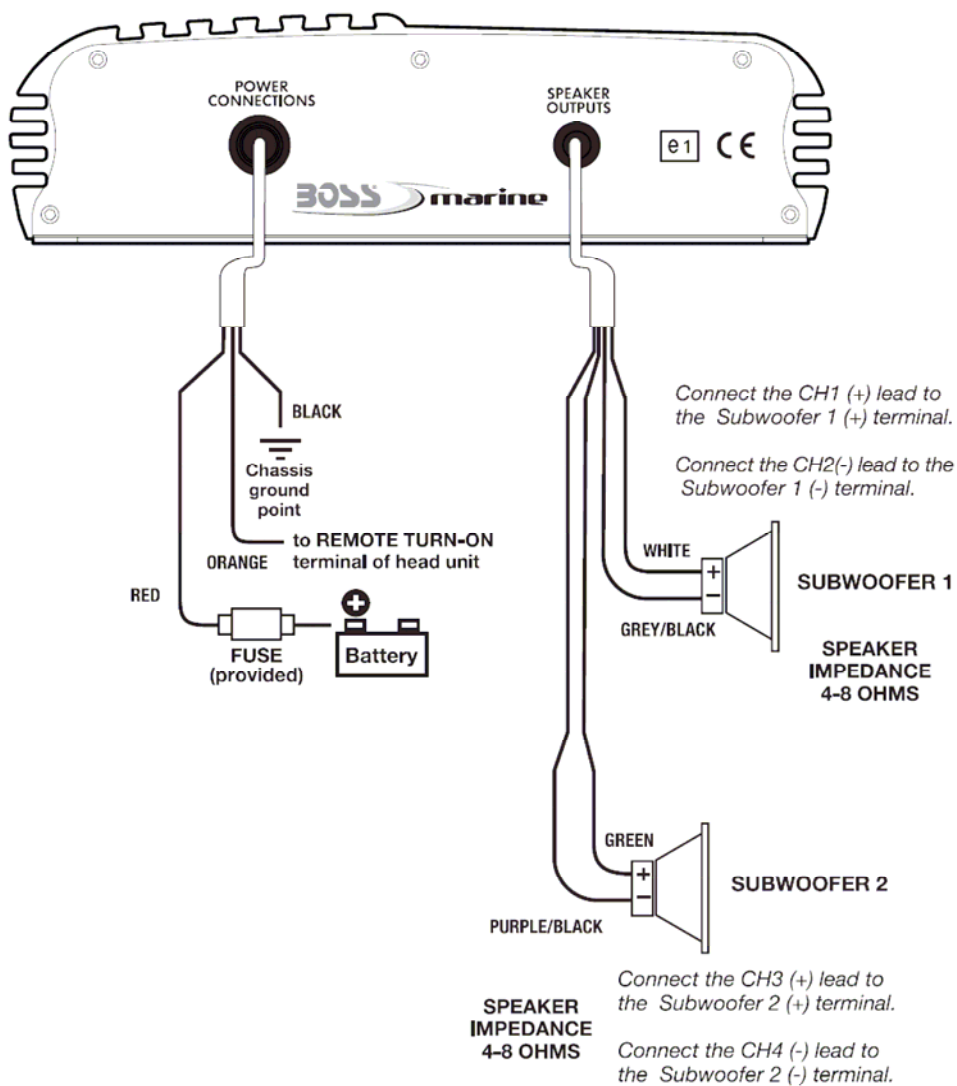 POWER
CONNECTIONS
SPEAKER
OUTPUTS
e1 CE
BOSS marine
BLACK
Chassis
ground
point
ORANGE
to REMOTE TURN-ON
terminal of head unit
RED
FUSE
(provided)
+
Battery
Connect the CH1 (+) lead to
the Subwoofer 1 (+) terminal.
Connect the CH2(-) lead to the
Subwoofer 1 (-) terminal.
WHITE
+
−
GREY/BLACK
SUBWOOFER 1
SPEAKER
IMPEDANCE
4-8 OHMS
GREEN
+
−
PURPLE/BLACK
SUBWOOFER 2
SPEAKER
IMPEDANCE
4-8 OHMS
Connect the CH3 (+) lead to
the Subwoofer 2 (+) terminal.
Connect the CH4 (-) lead to
the Subwoofer 2 (-) terminal.